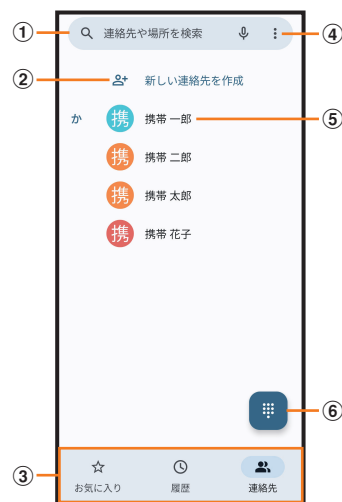 ① 連絡先や場所を検索 ④
② 新しい連絡先を作成
か 携 携帯 一郎 ⑤
携 携帯 二郎
携 携帯 太郎
携 携帯 花子
⑥
③ お気に入り 履歴 連絡先